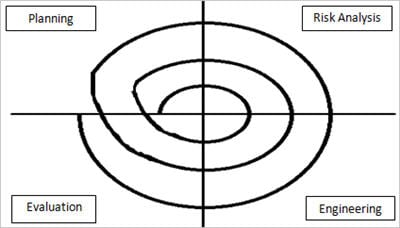 Planning
Risk Analysis
Evaluation
Engineering